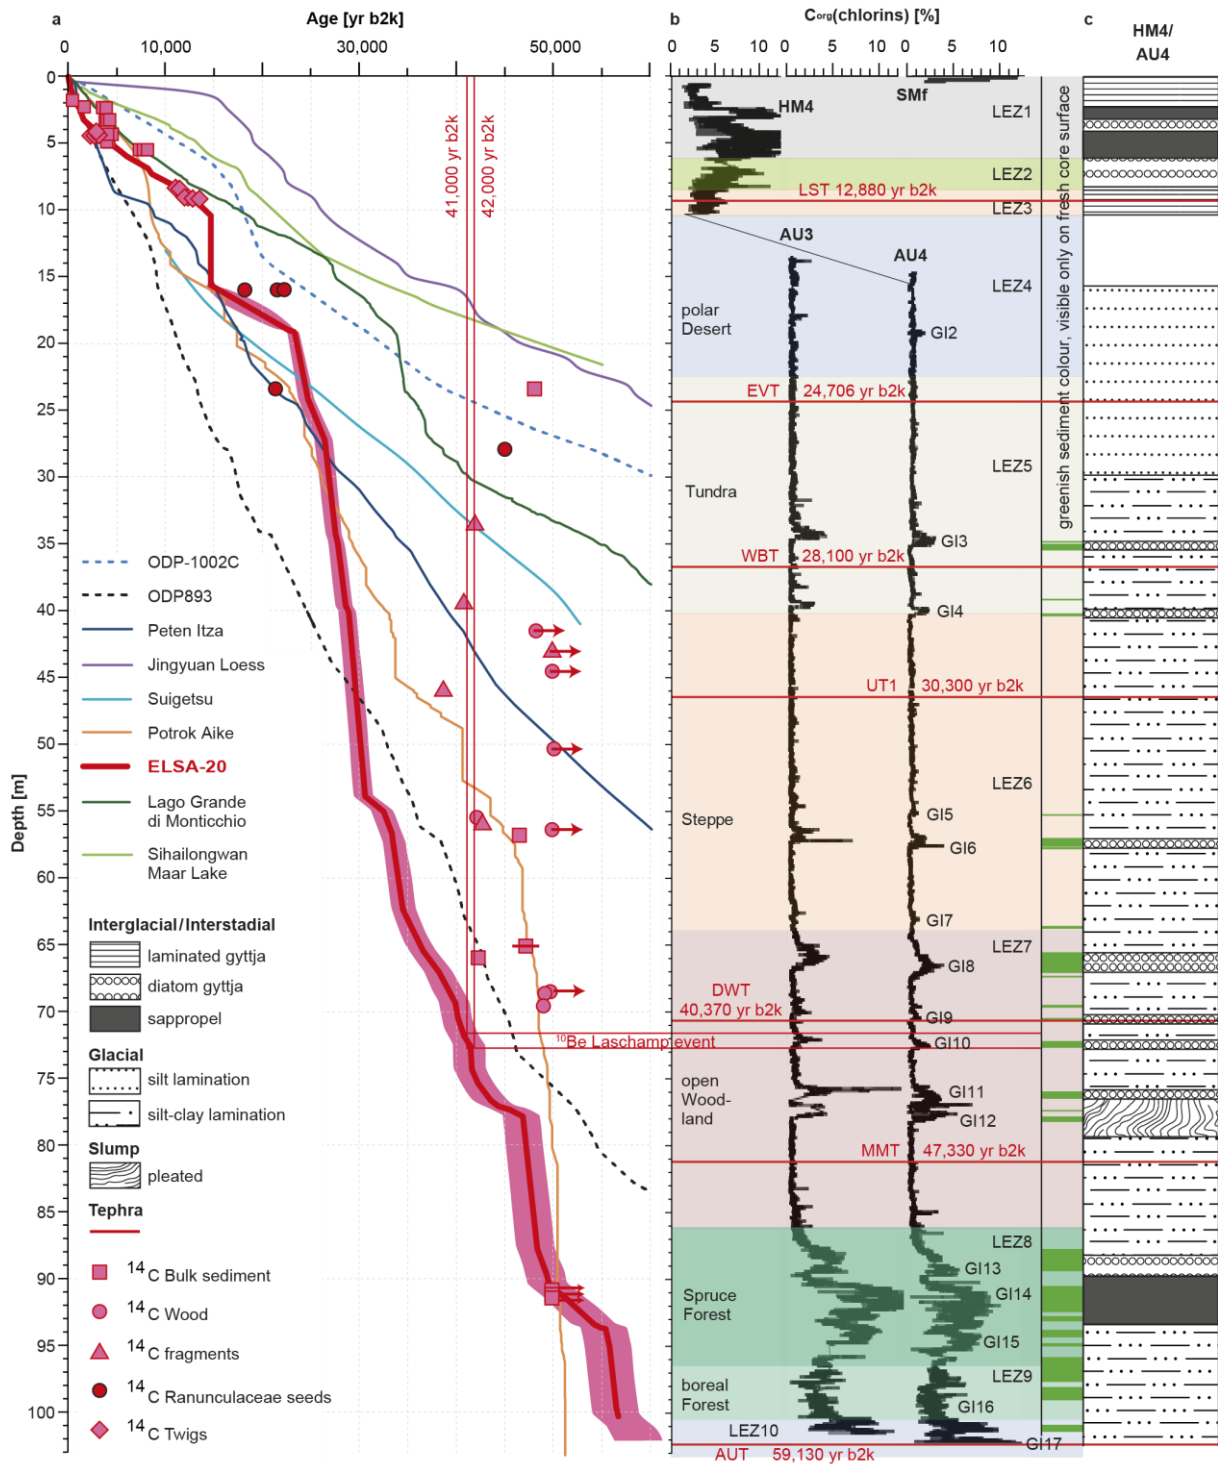 a
Age [yr b2k]
0
10,000
30,000
50,000
b
Corg(chlorins) [%]
0 5 10
0 5 10
0 5 10
c
HM4/
AU4
Depth [m]
0
5
10
15
20
25
30
35
40
45
50
55
60
65
70
75
80
85
90
95
100
41,000 yr b2k
42,000 yr b2k
ODP-1002C
ODP893
Peten Itza
Jingyuan Loess
Suigetsu
Potrok Aike
ELSA-20
Lago Grande
di Monticchio
Sihailongwan
Maar Lake
Interglacial/Interstadial
laminated gyttja
diatom gyttja
sappropel
Glacial
silt lamination
silt-clay lamination
Slump
pleated
Tephra
14C Bulk sediment
14C Wood
14C fragments
14C Ranunculaceae seeds
14C Twigs
HM4
SMf
LEZ1
LEZ2
LST 12,880 yr b2k
LEZ3
AU3
AU4
LEZ4
polar
Desert
GI2
EVT 24,706 yr b2k
LEZ5
Tundra
GI3
WBT 28,100 yr b2k
GI4
UT1 30,300 yr b2k
LEZ6
Steppe
GI5
GI6
GI7
LEZ7
GI8
DWT
40,370 yr b2k
GI9
10Be Laschamp event
GI10
open
Wood-
land
GI11
GI12
MMT 47,330 yr b2k
LEZ8
GI13
Spruce
Forest
GI14
GI15
LEZ9
boreal
Forest
GI16
LEZ10
GI17
AUT 59,130 yr b2k
greenish sediment colour, visible only on fresh core surface